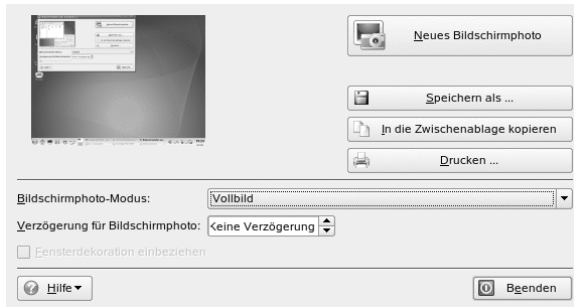 Neues Bildschirmphoto
Speichern als ...
In die Zwischenablage kopieren
Drucken ...
Bildschirmphoto-Modus: Vollbild
Verzögerung für Bildschirmphoto: Keine Verzögerung
Fensterdekoration einbeziehen
Hilfe
Beenden